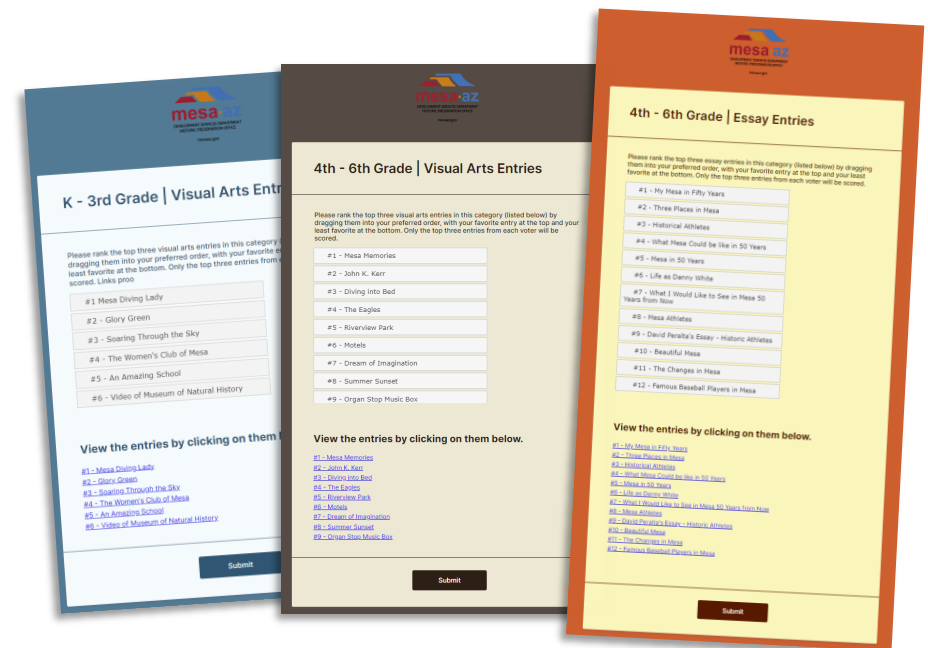 mesa·az
DEVELOPMENT SERVICES DEPARTMENT
HISTORIC PRESERVATION OFFICE
mesaaz.gov
K - 3rd Grade | Visual Arts Entr
Please rank the top three visual arts entries in this category
dragging them into your preferred order, with your favorite e
least favorite at the bottom. Only the top three entries from
scored. Links proo
#1 Mesa Diving Lady
#2 - Glory Green
#3 - Soaring Through the Sky
#4 - The Women's Club of Mesa
#5 - An Amazing School
#6 - Video of Museum of Natural History
View the entries by clicking on them
#1 - Mesa Diving Lady
#2 - Glory Green
#3 - Soaring Through the Sky
#4 - The Women's Club of Mesa
#5 - An Amazing School
#6 - Video of Museum of Natural History
Submit
mesa·az
DEVELOPMENT SERVICES DEPARTMENT
HISTORIC PRESERVATION OFFICE
4th - 6th Grade | Visual Arts Entries
Please rank the top three visual arts entries in this category (listed below) by
dragging them into your preferred order, with your favorite entry at the top and your
least favorite at the bottom. Only the top three entries from each voter will be
scored.
#1 - Mesa Memories
#2 - John K. Kerr
#3 - Diving into Bed
#4 - The Eagles
#5 - Riverview Park
#6 - Motels
#7 - Dream of Imagination
#8 - Summer Sunset
#9 - Organ Stop Music Box
View the entries by clicking on them below.
#1 - Mesa Memories
#2 - John K. Kerr
#3 - Diving into Bed
#4 - The Eagles
#5 - Riverview Park
#6 - Motels
#7 - Dream of Imagination
#8 - Summer Sunset
#9 - Organ Stop Music Box
Submit
mesa·az
DEVELOPMENT SERVICES DEPARTMENT
HISTORIC PRESERVATION OFFICE
4th - 6th Grade | Essay Entries
Please rank the top three essay entries in this category (listed below) by dragging
them into your preferred order, with your favorite entry at the top and your least
favorite at the bottom. Only the top three entries from each voter will be scored.
#1 - My Mesa in Fifty Years
#2 - Three Places in Mesa
#3 - Historical Athletes
#4 - What Mesa Could be like in 50 Years
#5 - Mesa in 50 Years
#6 - Life as Danny White
#7 - What I Would Like to See in Mesa 50
Years from Now
#8 - Mesa Athletes
#9 - David Peralta's Essay - Historic Athletes
#10 - Beautiful Mesa
#11 - The Changes in Mesa
#12 - Famous Baseball Players in Mesa
View the entries by clicking on them below.
#1 - My Mesa in Fifty Years
#2 - Three Places in Mesa
#3 - Historical Athletes
#4 - What Mesa Could be like in 50 Years
#5 - Mesa in 50 Years
#6 - Life as Danny White
#7 - What I Would Like to See in Mesa 50 Years from Now
#8 - Mesa Athletes
#9 - David Peralta's Essay - Historic Athletes
#10 - Beautiful Mesa
#11 - The Changes in Mesa
#12 - Famous Baseball Players in Mesa
Submit